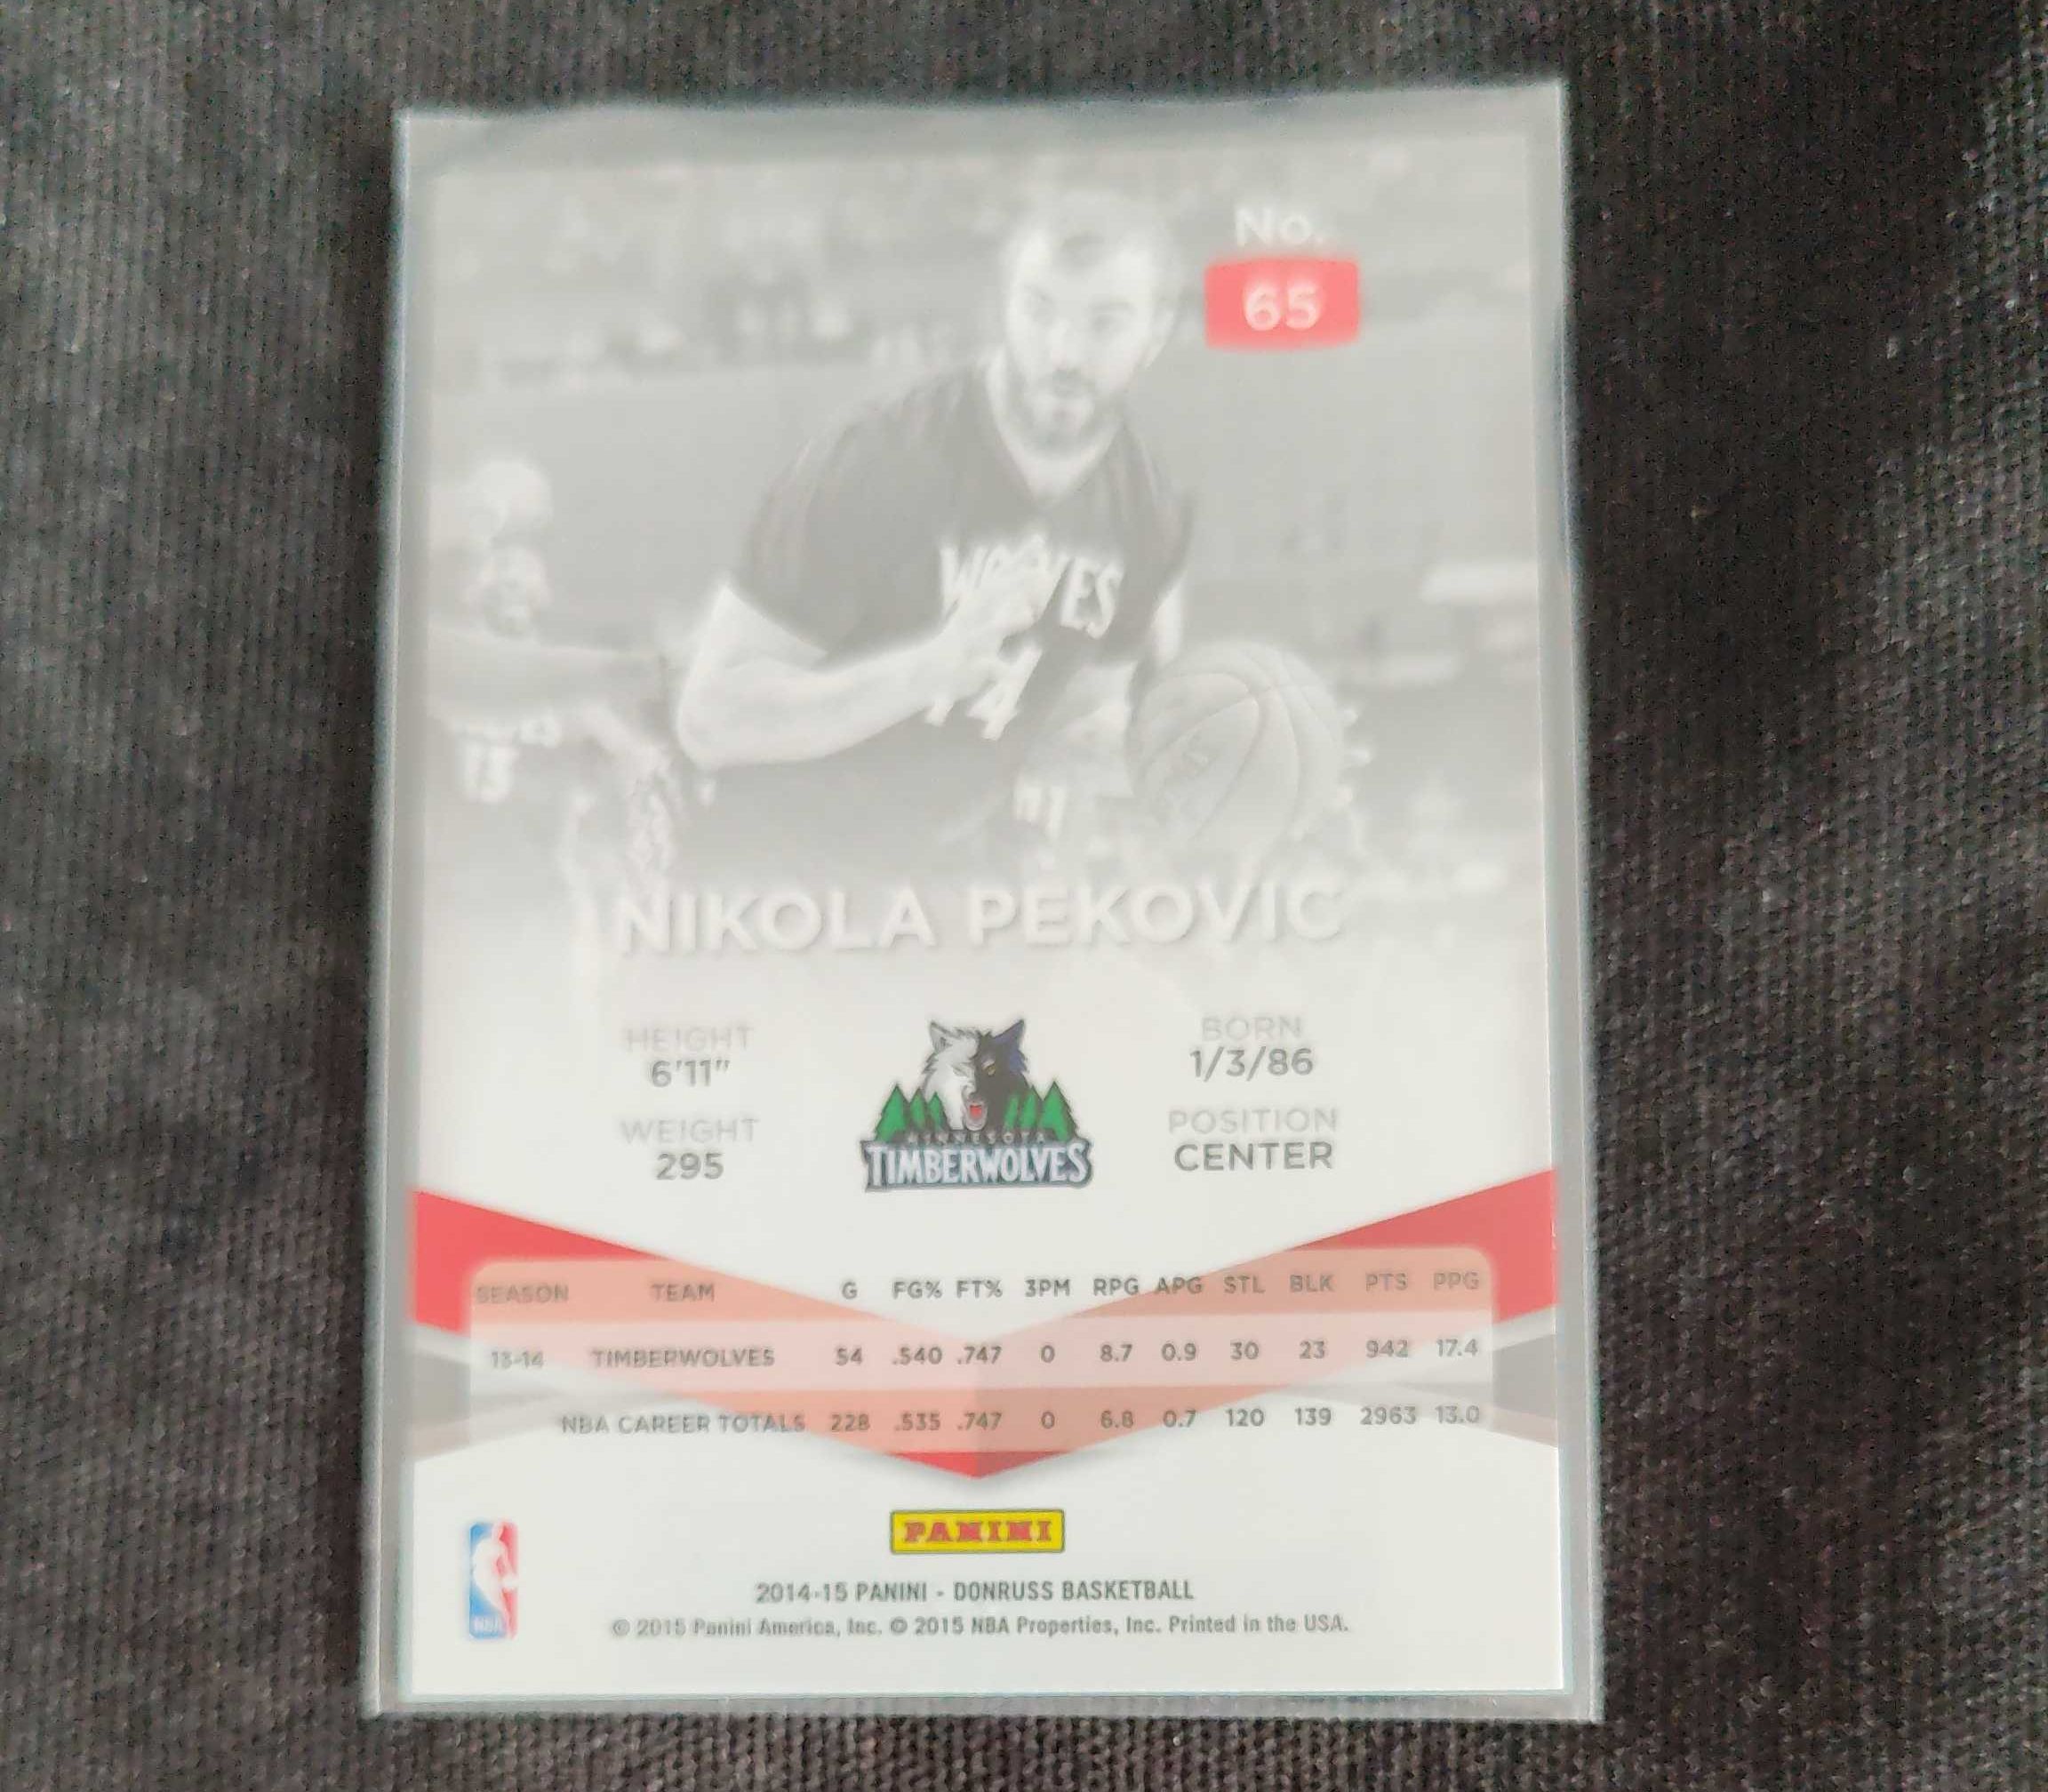 No.
65
WOLVES
14
NIKOLA PEKOVIC
HEIGHT
6'11"
WEIGHT
295
MINNESOTA
TIMBERWOLVES
BORN
1/3/86
POSITION
CENTER
SEASON TEAM G FG% FT% 3PM RPG APG STL BLK PTS PPG
13-14 TIMBERWOLVES 54 .540 .747 0 8.7 0.9 30 23 942 17.4
NBA CAREER TOTALS 228 .535 .747 0 6.8 0.7 120 139 2963 13.0
PANINI
NBA
2014-15 PANINI - DONRUSS BASKETBALL
© 2015 Panini America, Inc. © 2015 NBA Properties, Inc. Printed in the USA.